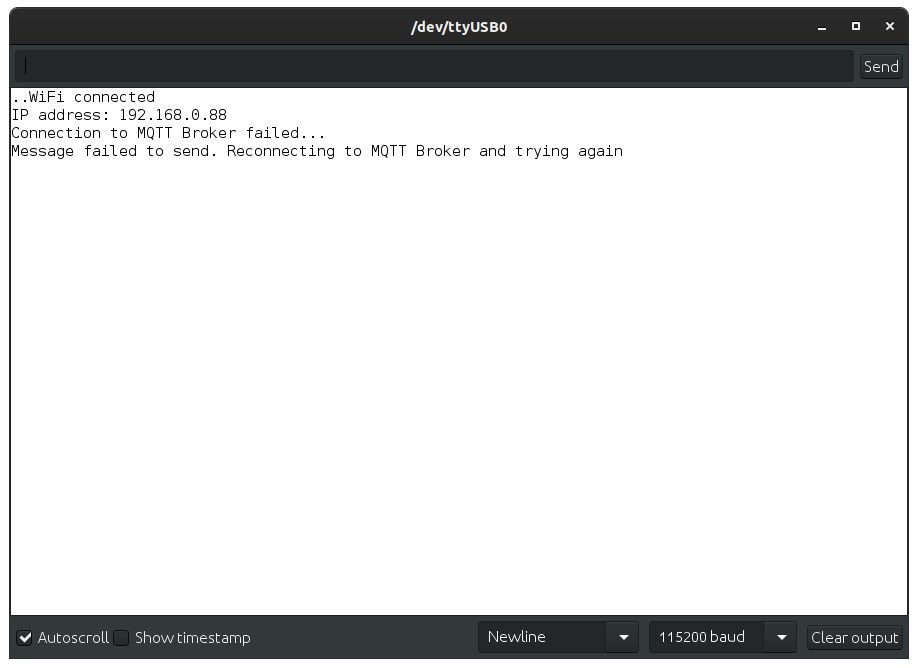 /dev/ttyUSB0
Send
..WiFi connected
IP address: 192.168.0.88
Connection to MQTT Broker failed...
Message failed to send. Reconnecting to MQTT Broker and trying again
Autoscroll Show timestamp Newline 115200 baud Clear output